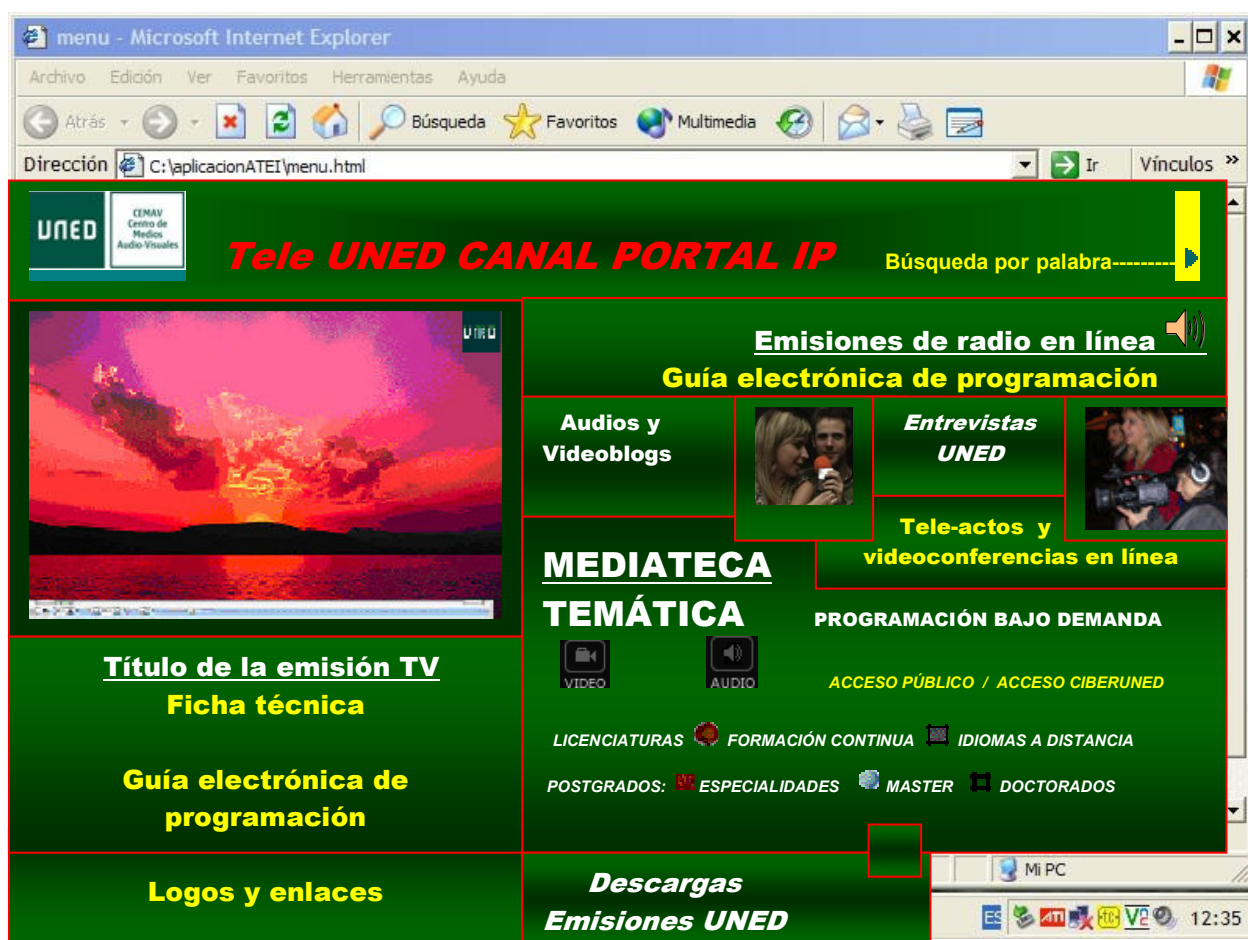 menu - Microsoft Internet Explorer
Archivo Edición Ver Favoritos Herramientas Ayuda
Atrás Búsqueda Favoritos Multimedia
Dirección C:\aplicacionATEI\menu.html Ir Vínculos »
UNED
CEMAV
Centro de
Medios
Audio-Visuales
Tele UNED CANAL PORTAL IP
Búsqueda por palabra---------
UNED
Emisiones de radio en línea
Guía electrónica de programación
Audios y
Videoblogs
Entrevistas
UNED
Tele-actos y
videoconferencias en línea
MEDIATECA
TEMÁTICA
PROGRAMACIÓN BAJO DEMANDA
VIDEO
AUDIO
ACCESO PÚBLICO / ACCESO CIBERUNED
LICENCIATURAS FORMACIÓN CONTINUA IDIOMAS A DISTANCIA
POSTGRADOS: ESPECIALIDADES MASTER DOCTORADOS
Título de la emisión TV
Ficha técnica
Guía electrónica de
programación
Logos y enlaces
Descargas
Emisiones UNED
Mi PC
ES ATI V2 12:35